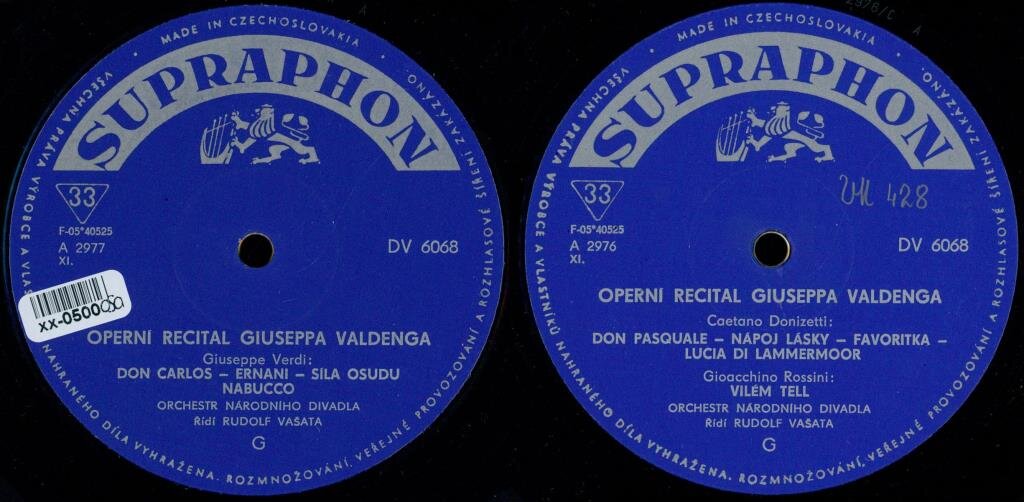 MADE IN CZECHOSLOVAKIA
SUPRAPHON
33
F-05*40525
A 2977
XI.
DV 6068
xx-0500
OPERNÍ RECITAL GIUSEPPA VALDENGA
Giuseppe Verdi:
DON CARLOS – ERNANI – SÍLA OSUDU
NABUCCO
ORCHESTR NÁRODNÍHO DIVADLA
Řídí RUDOLF VAŠATA
G
VŠECHNA PRÁVA VÝROBCE A VLAS NAHRANÉHO DÍLA VYHRAŽENA. ROZMNOŽOVÁNÍ, VEŘEJNÉ PROVOZOVÁNÍ A ROZHLASOVÉ ŠÍŘENÍ ZAKÁZÁNO.
2976/C A
MADE IN CZECHOSLOVAKIA
SUPRAPHON
33
428
F-05*40525
A 2976
XI.
DV 6068
OPERNÍ RECITAL GIUSEPPA VALDENGA
Caetano Donizetti:
DON PASQUALE – NÁPOJ LÁSKY – FAVORITKA –
LUCIA DI LAMMERMOOR
Gioacchino Rossini:
VILÉM TELL
ORCHESTR NÁRODNÍHO DIVADLA
Řídí RUDOLF VAŠATA
G
VŠECHNA PRÁVA VÝROBCE A VLASTNÍKŮ NAHRANÉHO DÍLA VYHRAŽENA. ROZMNOŽOVÁNÍ, VEŘEJNÉ PROVOZOVÁNÍ A ROZHLASOVÉ ŠÍŘENÍ ZAKÁZÁNO.